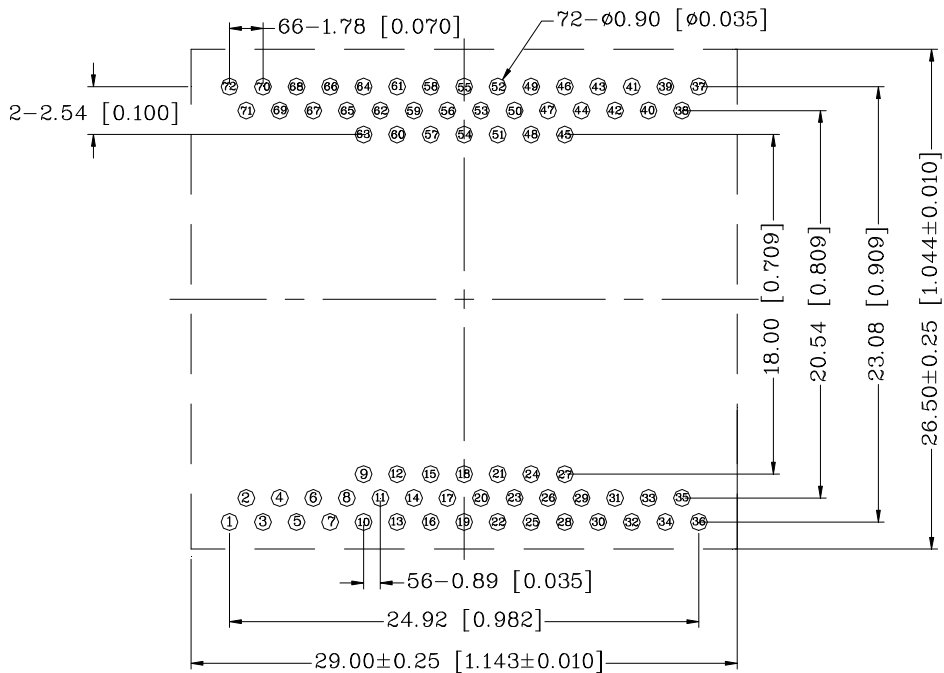 66-1.78 [0.070]
72-ø0.90 [ø0.035]
72 70 68 66 64 61 58 55 52 49 46 43 41 39 37
2-2.54 [0.100]
71 69 67 65 62 59 56 53 50 47 44 42 40 38
63 60 57 54 51 48 45
18.00 [0.709]
20.54 [0.809]
23.08 [0.909]
26.50±0.25 [1.044±0.010]
9 12 15 18 21 24 27
2 4 6 8 11 14 17 20 23 26 29 31 33 35
1 3 5 7 10 13 16 19 22 25 28 30 32 34 36
56-0.89 [0.035]
24.92 [0.982]
29.00±0.25 [1.143±0.010]